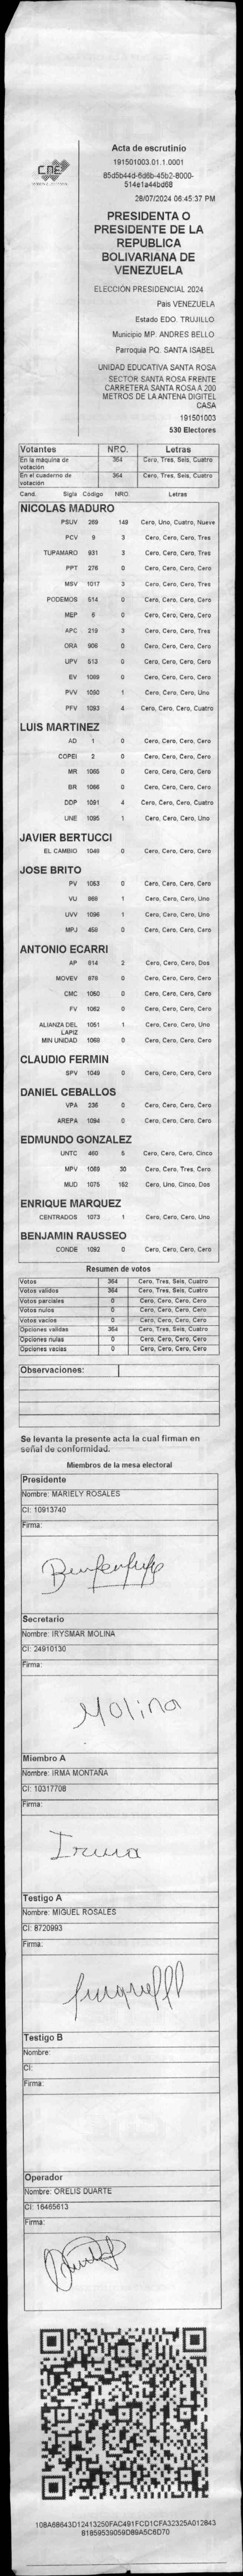 CNE
Acta de escrutinio
191501003.01.1.0001
85d5b44d-6d6b-45b2-8000-
514e1a44bd68
28/07/2024 06:45:37 PM
PRESIDENTA O
PRESIDENTE DE LA
REPUBLICA
BOLIVARIANA DE
VENEZUELA
ELECCIÓN PRESIDENCIAL 2024
Pais VENEZUELA
Estado EDO. TRUJILLO
Municipio MP. ANDRES BELLO
Parroquia PQ. SANTA ISABEL
UNIDAD EDUCATIVA SANTA ROSA
SECTOR SANTA ROSA FRENTE
CARRETERA SANTA ROSA A 200
METROS DE LA ANTENA DIGITEL
CASA
191501003
530 Electores
Votantes NRO. Letras
En la máquina de votación 364 Cero, Tres, Seis, Cuatro
En el cuaderno de votación 364 Cero, Tres, Seis, Cuatro
Cand. Sigla Código NRO. Letras
NICOLAS MADURO
PSUV 269 149 Cero, Uno, Cuatro, Nueve
PCV 9 3 Cero, Cero, Cero, Tres
TUPAMARO 931 3 Cero, Cero, Cero, Tres
PPT 276 0 Cero, Cero, Cero, Cero
MSV 1017 3 Cero, Cero, Cero, Tres
PODEMOS 514 0 Cero, Cero, Cero, Cero
MEP 6 0 Cero, Cero, Cero, Cero
APC 219 3 Cero, Cero, Cero, Tres
ORA 906 0 Cero, Cero, Cero, Cero
UPV 513 0 Cero, Cero, Cero, Cero
EV 1089 0 Cero, Cero, Cero, Cero
PVV 1090 1 Cero, Cero, Cero, Uno
PFV 1093 4 Cero, Cero, Cero, Cuatro
LUIS MARTINEZ
AD 1 0 Cero, Cero, Cero, Cero
COPEI 2 0 Cero, Cero, Cero, Cero
MR 1065 0 Cero, Cero, Cero, Cero
BR 1066 0 Cero, Cero, Cero, Cero
DDP 1091 4 Cero, Cero, Cero, Cuatro
UNE 1095 1 Cero, Cero, Cero, Uno
JAVIER BERTUCCI
EL CAMBIO 1048 0 Cero, Cero, Cero, Cero
JOSE BRITO
PV 1053 0 Cero, Cero, Cero, Cero
VU 968 1 Cero, Cero, Cero, Uno
UVV 1096 1 Cero, Cero, Cero, Uno
MPJ 459 0 Cero, Cero, Cero, Cero
ANTONIO ECARRI
AP 914 2 Cero, Cero, Cero, Dos
MOVEV 979 0 Cero, Cero, Cero, Cero
CMC 1050 0 Cero, Cero, Cero, Cero
FV 1062 0 Cero, Cero, Cero, Cero
ALIANZA DEL LAPIZ 1051 1 Cero, Cero, Cero, Uno
MIN UNIDAD 1068 0 Cero, Cero, Cero, Cero
CLAUDIO FERMIN
SPV 1049 0 Cero, Cero, Cero, Cero
DANIEL CEBALLOS
VPA 236 0 Cero, Cero, Cero, Cero
AREPA 1094 0 Cero, Cero, Cero, Cero
EDMUNDO GONZALEZ
UNTC 460 5 Cero, Cero, Cero, Cinco
MPV 1069 30 Cero, Cero, Tres, Cero
MUD 1075 152 Cero, Uno, Cinco, Dos
ENRIQUE MARQUEZ
CENTRADOS 1073 1 Cero, Cero, Cero, Uno
BENJAMIN RAUSSEO
CONDE 1092 0 Cero, Cero, Cero, Cero
Resumen de votos
Votos 364 Cero, Tres, Seis, Cuatro
Votos validos 364 Cero, Tres, Seis, Cuatro
Votos parciales 0 Cero, Cero, Cero, Cero
Votos nulos 0 Cero, Cero, Cero, Cero
Votos vacios 0 Cero, Cero, Cero, Cero
Opciones validas 364 Cero, Tres, Seis, Cuatro
Opciones nulas 0 Cero, Cero, Cero, Cero
Opciones vacias 0 Cero, Cero, Cero, Cero
Observaciones:
Se levanta la presente acta la cual firman en
señal de conformidad.
Miembros de la mesa electoral
Presidente
Nombre: MARIELY ROSALES
CI: 10913740
Firma:
Secretario
Nombre: IRYSMAR MOLINA
CI: 24910130
Firma:
Molina
Miembro A
Nombre: IRMA MONTAÑA
CI: 10317708
Firma:
Irma
Testigo A
Nombre: MIGUEL ROSALES
CI: 8720993
Firma:
Testigo B
Nombre:
CI:
Firma:
Operador
Nombre: ORELIS DUARTE
CI: 16465613
Firma:
108A68643D12413250FAC491FCD1CFA32325A012843
81859539059D89A5C6D70